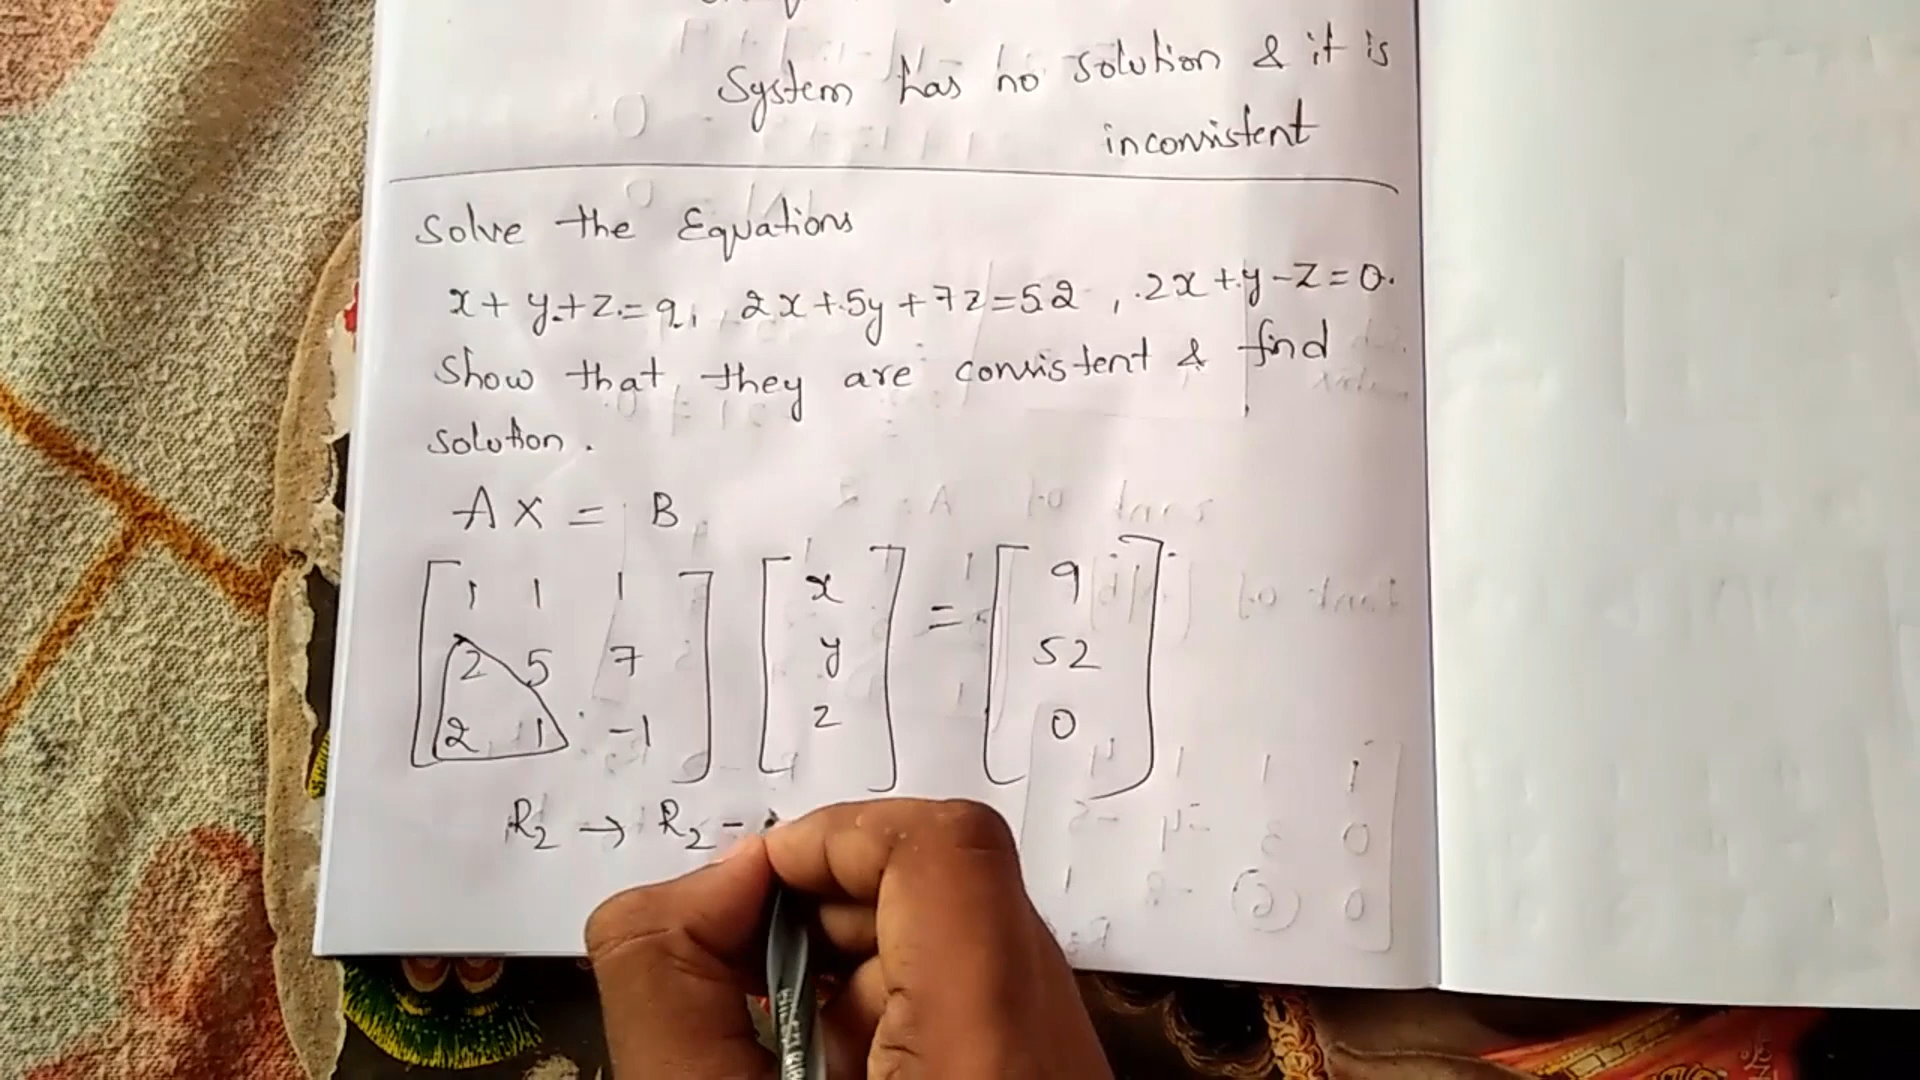 System has no solution & it is
inconsistent
Solve the Equations
x + y + z = 9, 2x + 5y + 7z = 52, 2x + y - z = 0.
Show that they are consistent & find
solution.
A X = B
[1 1 1] [x] = [9]
[2 5 7] [y] [52]
[2 1 -1] [z] [0]
R2 → R2 -